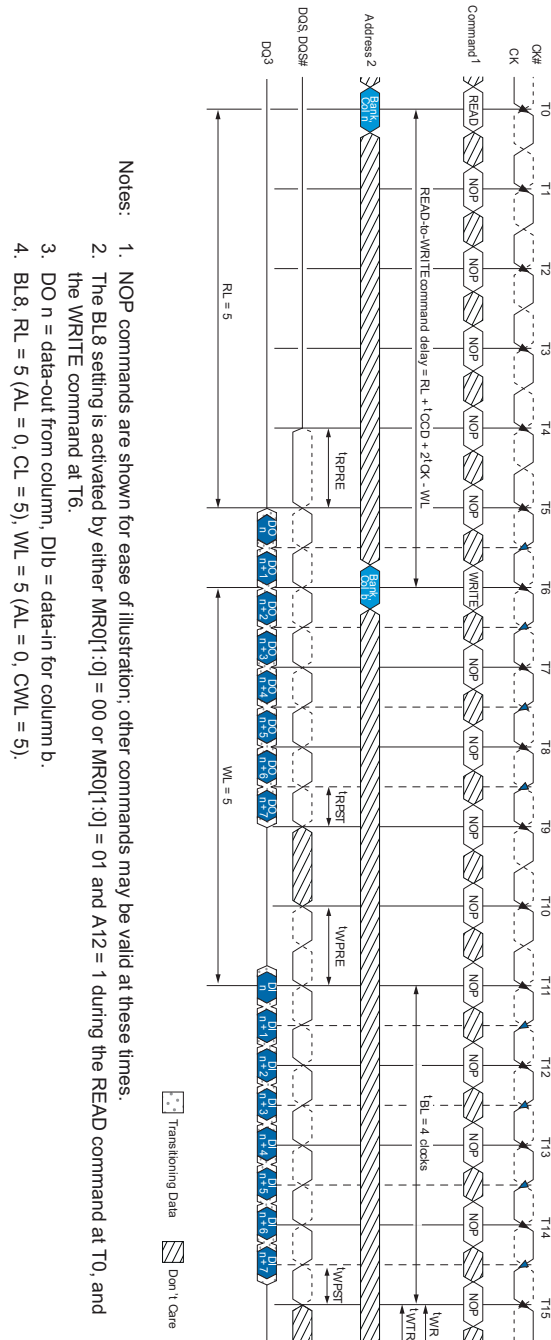 T0 T1 T2 T3 T4 T5 T6 T7 T8 T9 T10 T11 T12 T13 T14 T15
CK#
CK
Command1 READ NOP NOP NOP NOP NOP WRITE NOP NOP NOP NOP NOP NOP NOP NOP NOP
READ-to-WRITEcommand delay = RL + tCCD + 2tCK - WL
tBL = 4 clocks
tWR
tWTR
Address 2 Bank, Col n Bank, Col b
tRPRE tRPST tWPRE tWPST
DQS, DQS#
DQ3 DO n DO n+1 DO n+2 DO n+3 DO n+4 DO n+5 DO n+6 DO n+7 DI n DI n+1 DI n+2 DI n+3 DI n+4 DI n+5 DI n+6 DI n+7
RL = 5
WL = 5
Transitioning Data Don't Care
Notes: 1. NOP commands are shown for ease of illustration; other commands may be valid at these times.
2. The BL8 setting is activated by either MR0[1:0] = 00 or MR0[1:0] = 01 and A12 = 1 during the READ command at T0, and
the WRITE command at T6.
3. DO n = data-out from column, DIb = data-in for column b.
4. BL8, RL = 5 (AL = 0, CL = 5), WL = 5 (AL = 0, CWL = 5).